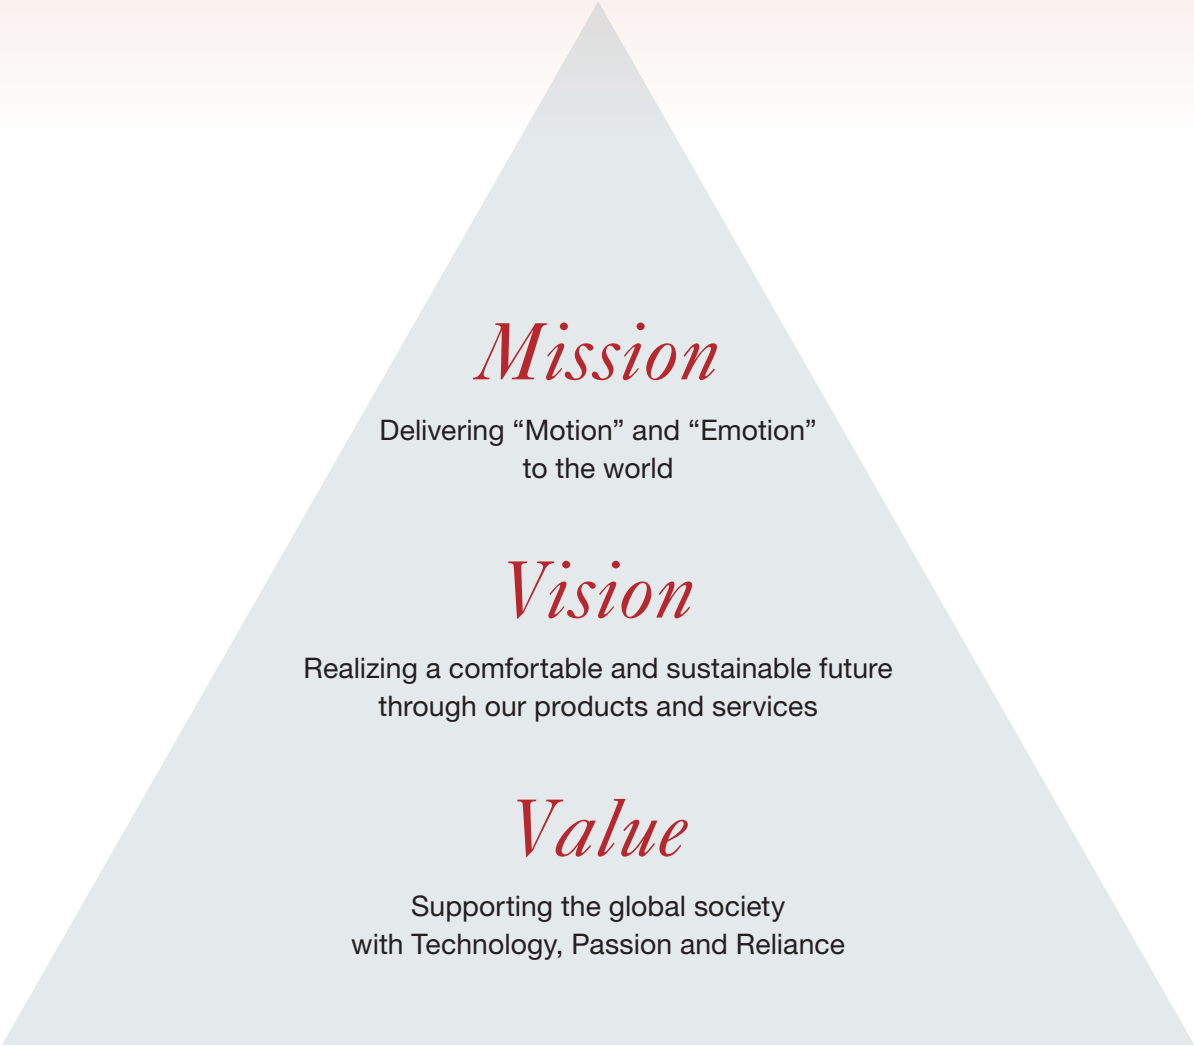 Mission
Delivering “Motion” and “Emotion”
to the world
Vision
Realizing a comfortable and sustainable future
through our products and services
Value
Supporting the global society
with Technology, Passion and Reliance